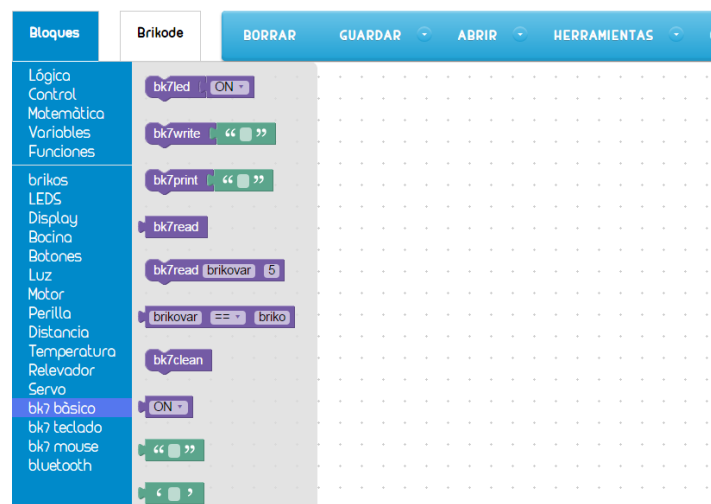 Bloques
Brikode
BORRAR
GUARDAR
ABRIR
HERRAMIENTAS
Lógica
Control
Matemàtica
Variables
Funciones
brikos
LEDS
Display
Bocina
Botones
Luz
Motor
Perilla
Distancia
Temperatura
Relevador
Servo
bk7 bàsico
bk7 teclado
bk7 mouse
bluetooth
bk7led ON
bk7write “ ”
bk7print “ ”
bk7read
bk7read brikovar 5
brikovar == briko
bk7clean
ON
“ ”
‘ ’